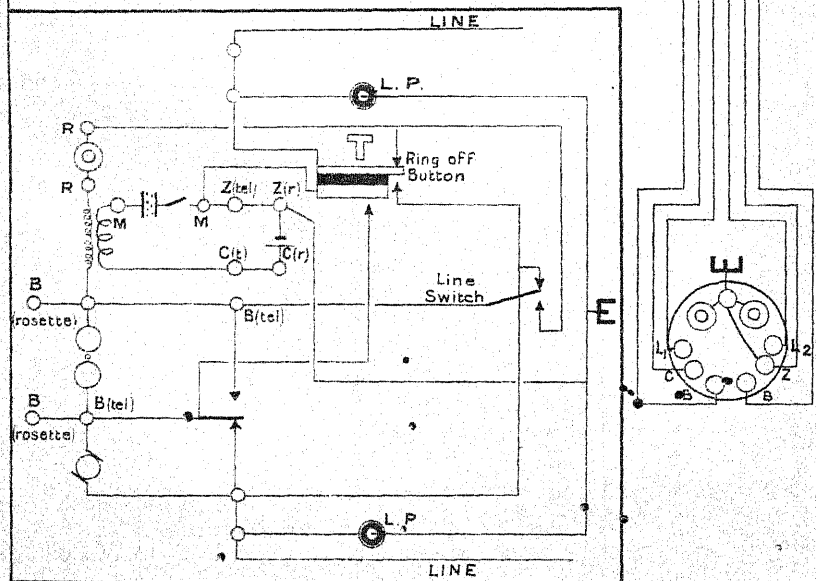 LINE
L. P.
R
T
Ring off
Button
R
Z(tel)
Z(r)
M
M
C(t)
C(r)
Line
Switch
B
(rosette)
B(tel)
E
E
L1
L2
C
Z
B
B
B
(rosette)
B(tel)
L.P
LINE